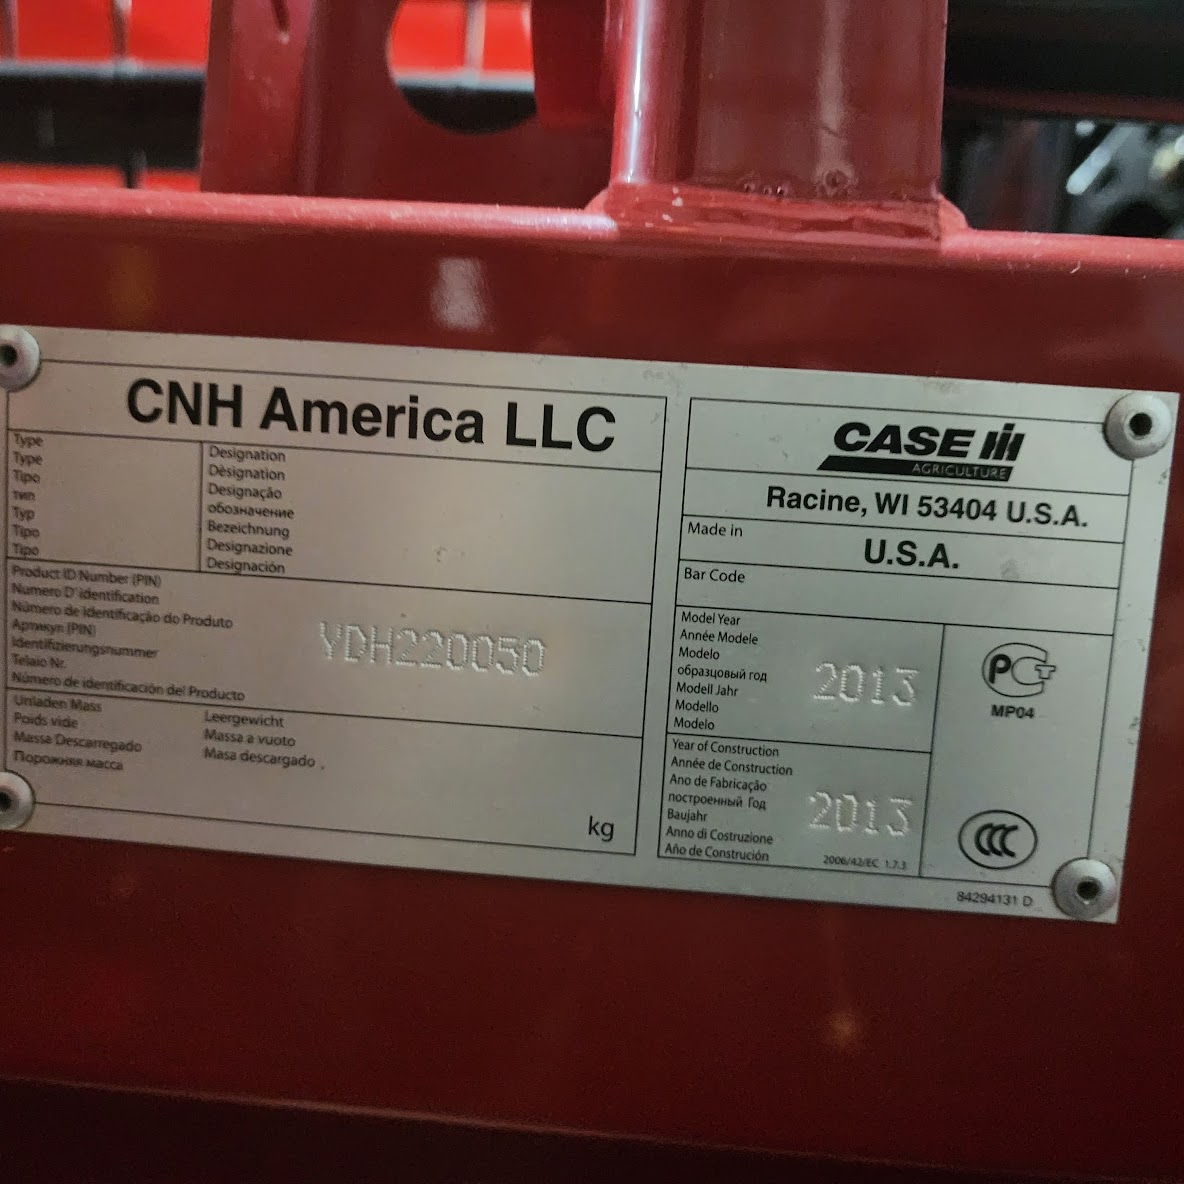 CNH America LLC
Type
Type
Tipo
тип
Typ
Tipo
Tipo
Designation
Dèsignation
Designação
обозначение
Bezeichnung
Designazione
Designación
Product ID Number (PIN)
Numero D' identification
Número de Identificação do Produto
Артикул (PIN)
Identifizierungsnummer
Telaio Nr.
Número de identificación del Producto
YDH220050
Unladen Mass
Poids vide
Massa Descarregado
Порожняя масса
Leergewicht
Massa a vuoto
Masa descargado
kg
CASE IH
AGRICULTURE
Racine, WI 53404 U.S.A.
Made in
U.S.A.
Bar Code
Model Year
Année Modele
Modelo
образцовый год
Modell Jahr
Modello
Modelo
2013
Year of Construction
Année de Construction
Ano de Fabricação
построенный Год
Baujahr
Anno di Costruzione
Año de Construción
2013
2006/42/EC 1.7.3
РСТ
MP04
CCC
84294131 D